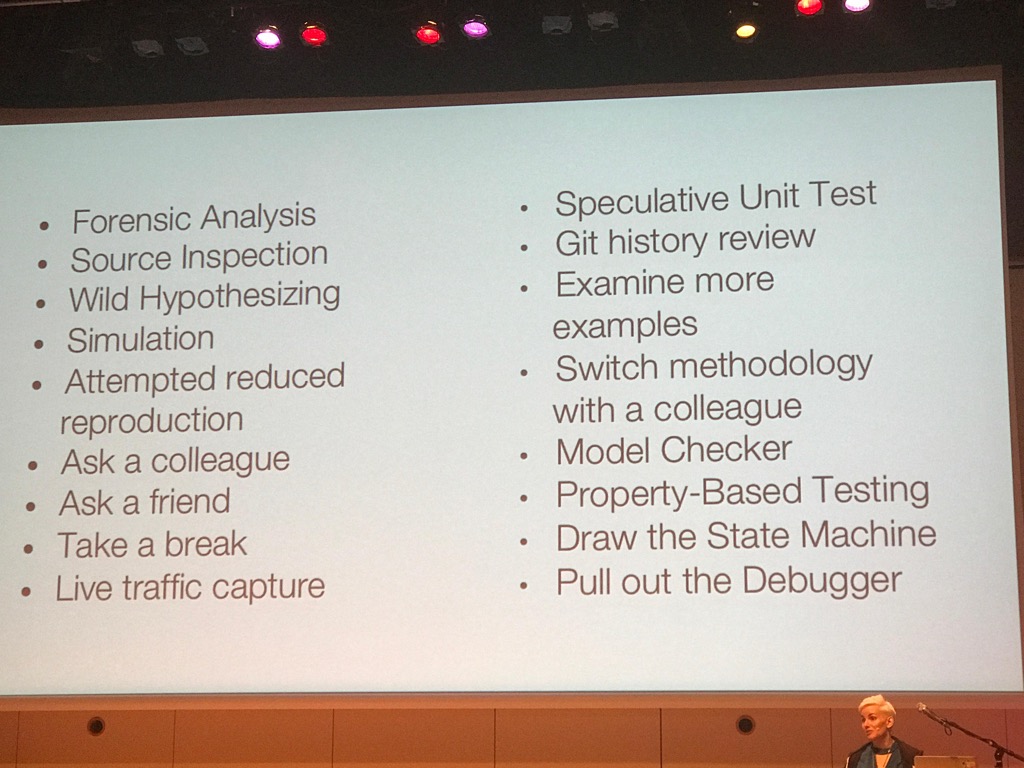 • Forensic Analysis
• Source Inspection
• Wild Hypothesizing
• Simulation
• Attempted reduced
reproduction
• Ask a colleague
• Ask a friend
• Take a break
• Live traffic capture
• Speculative Unit Test
• Git history review
• Examine more
examples
• Switch methodology
with a colleague
• Model Checker
• Property-Based Testing
• Draw the State Machine
• Pull out the Debugger